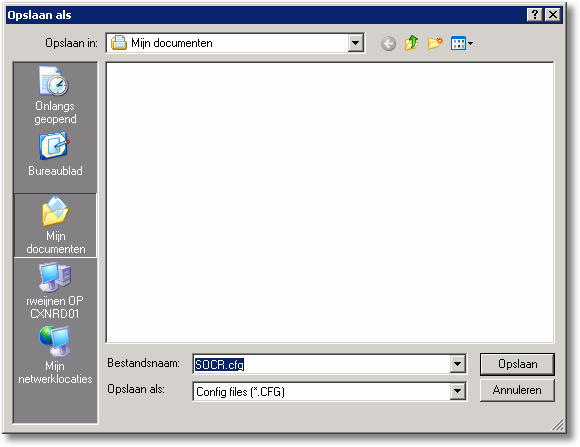 Opslaan als
Opslaan in:
Mijn documenten
Onlangs
geopend
Bureaublad
Mijn
documenten
rweijnen OP
CXNRD01
Mijn
netwerklocaties
Bestandsnaam:
SOCR.cfg
Opslaan
Opslaan als:
Config files (*.CFG)
Annuleren